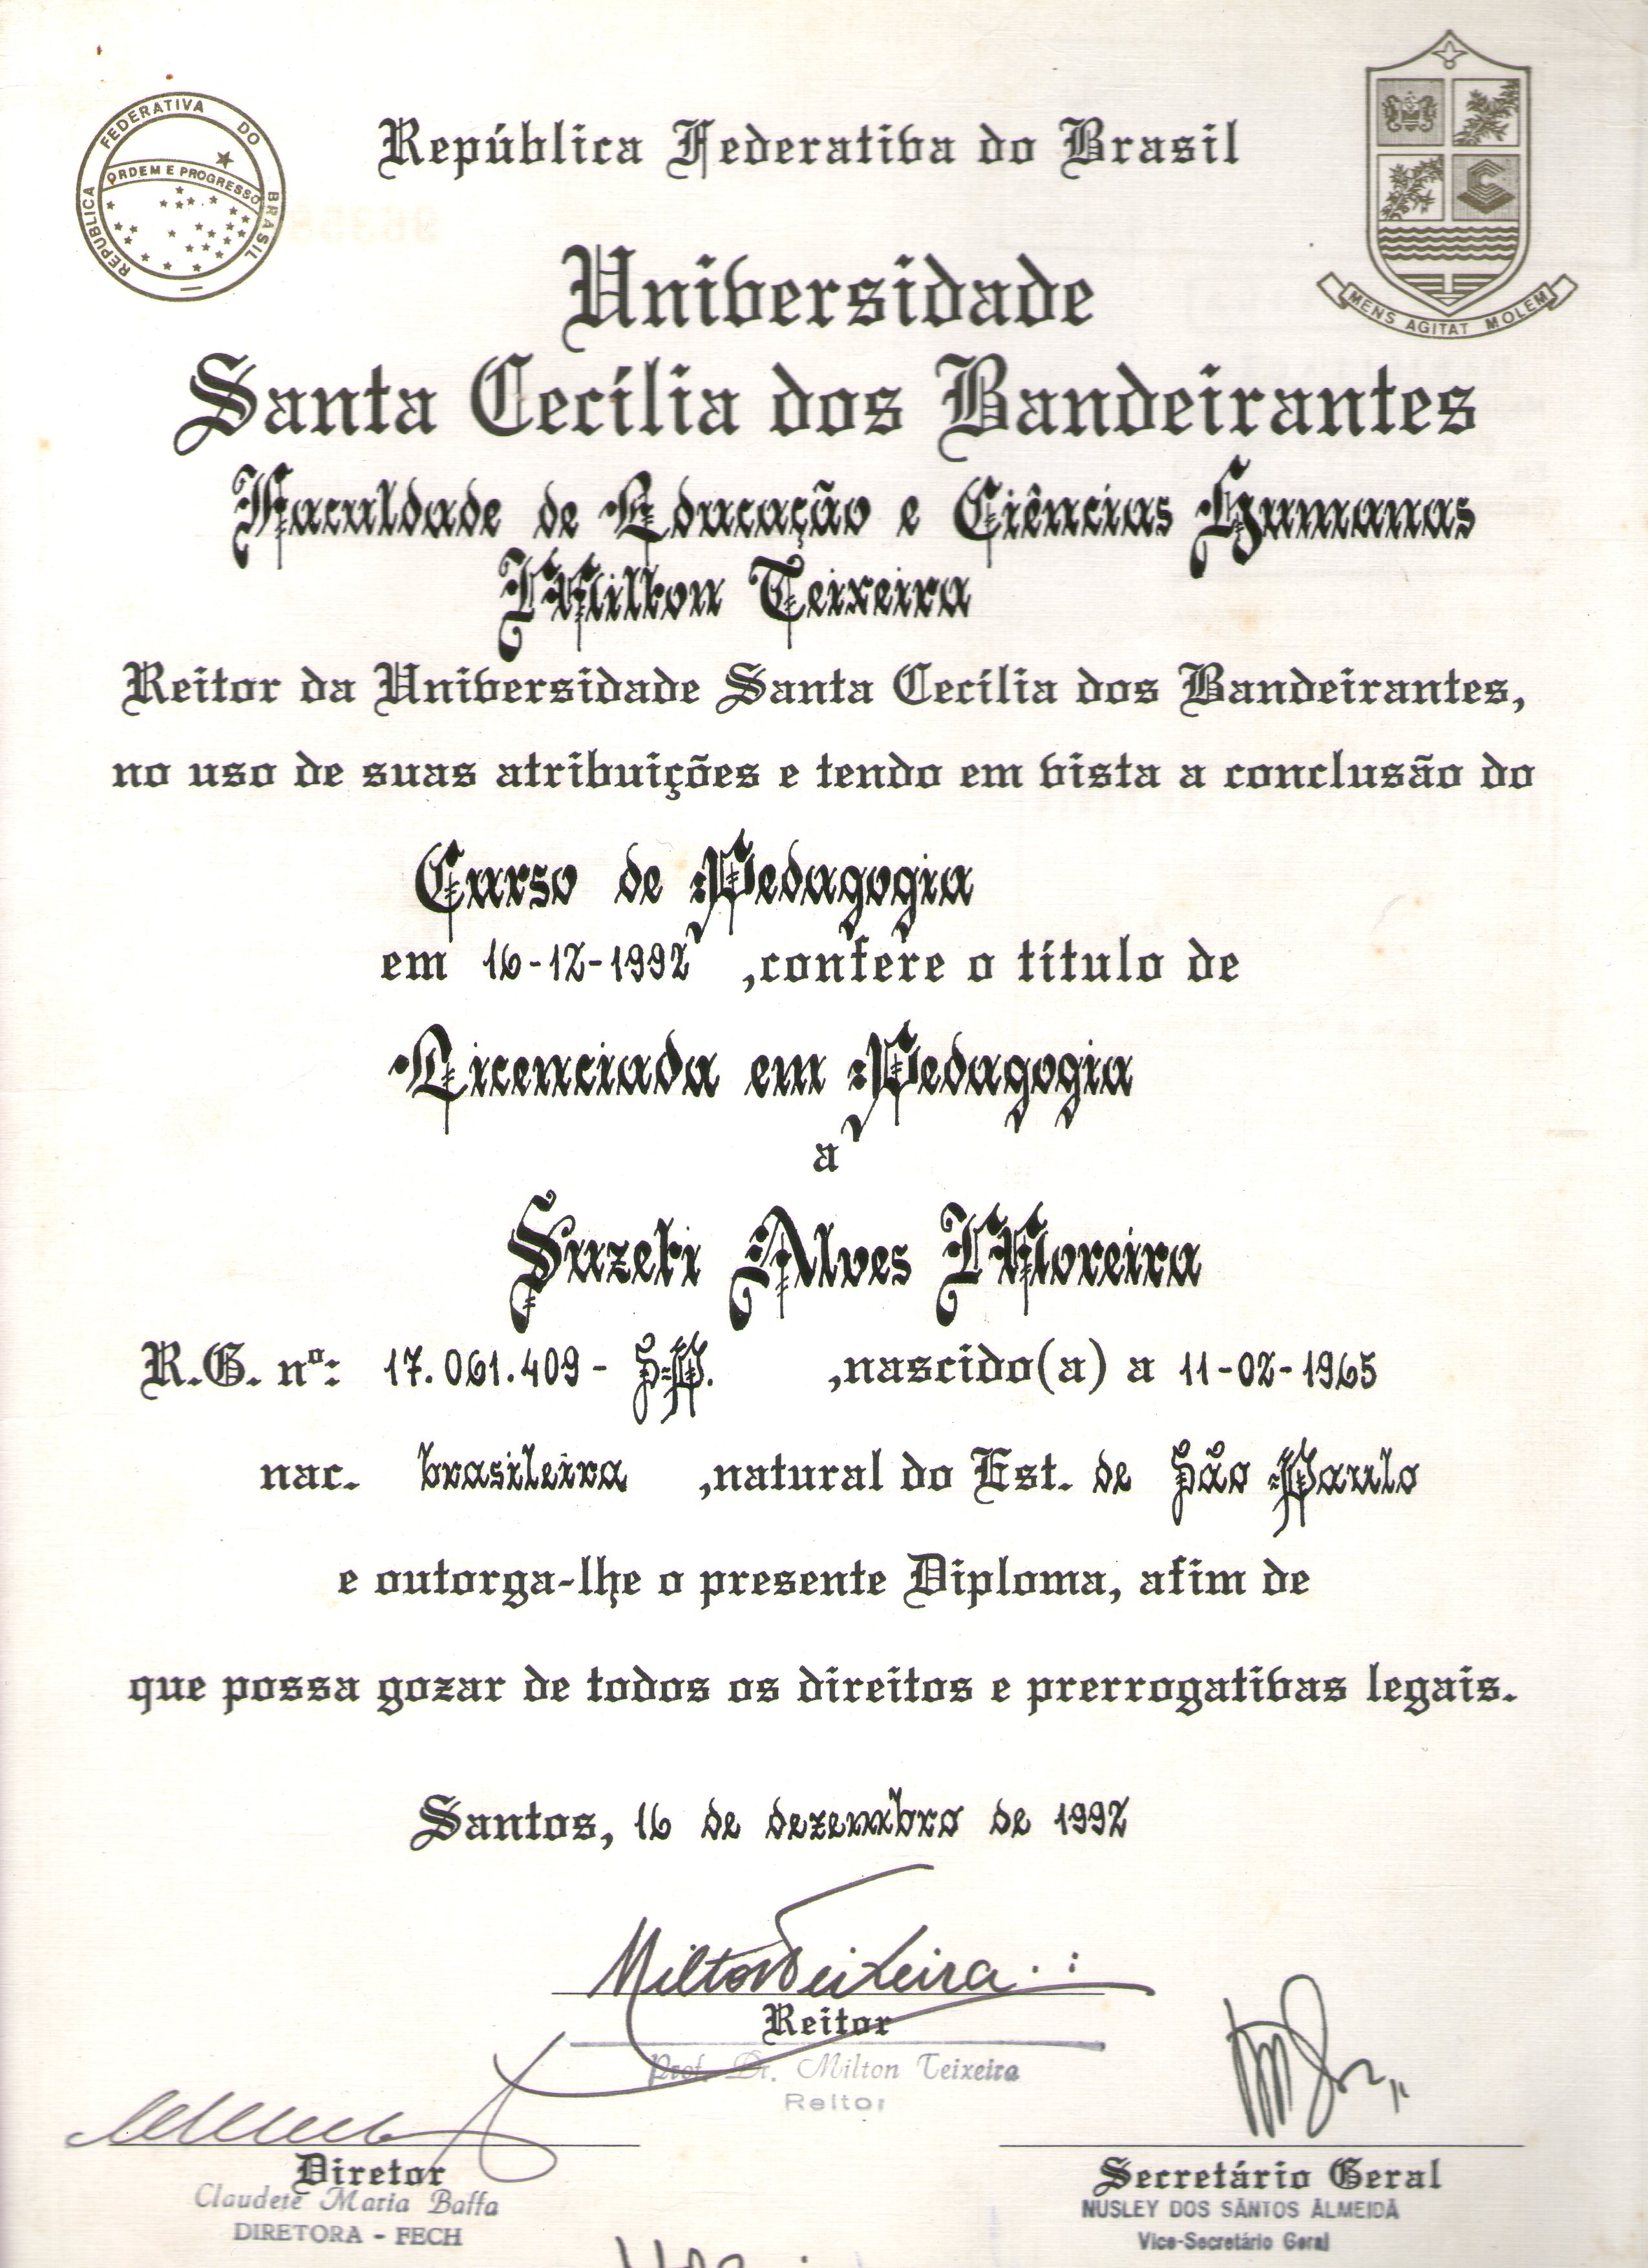 REPUBLICA FEDERATIVA DO BRASIL
ORDEM E PROGRESSO
República Federativa do Brasil
MENS AGITAT MOLEM
Universidade
Santa Cecília dos Bandeirantes
Faculdade de Educação e Ciências Humanas
Milton Teixeira
Reitor da Universidade Santa Cecília dos Bandeirantes,
no uso de suas atribuições e tendo em vista a conclusão do
Curso de Pedagogia
em 16-12-1992 ,confere o título de
Licenciada em Pedagogia
a
Suzeti Alves Moreira
R.G. nº: 17.061.409 - S.P. ,nascido(a) a 11-02-1965
nac. brasileira ,natural do Est. de São Paulo
e outorga-lhe o presente Diploma, afim de
que possa gozar de todos os direitos e prerrogativas legais.
Santos, 16 de dezembro de 1992
Milton Teixeira
Reitor
Prof. Dr. Milton Teixeira
Reitor
Diretor
Claudete Maria Baffa
DIRETORA - FECH
Secretário Geral
NUSLEY DOS SANTOS ALMEIDA
Vice-Secretário Geral